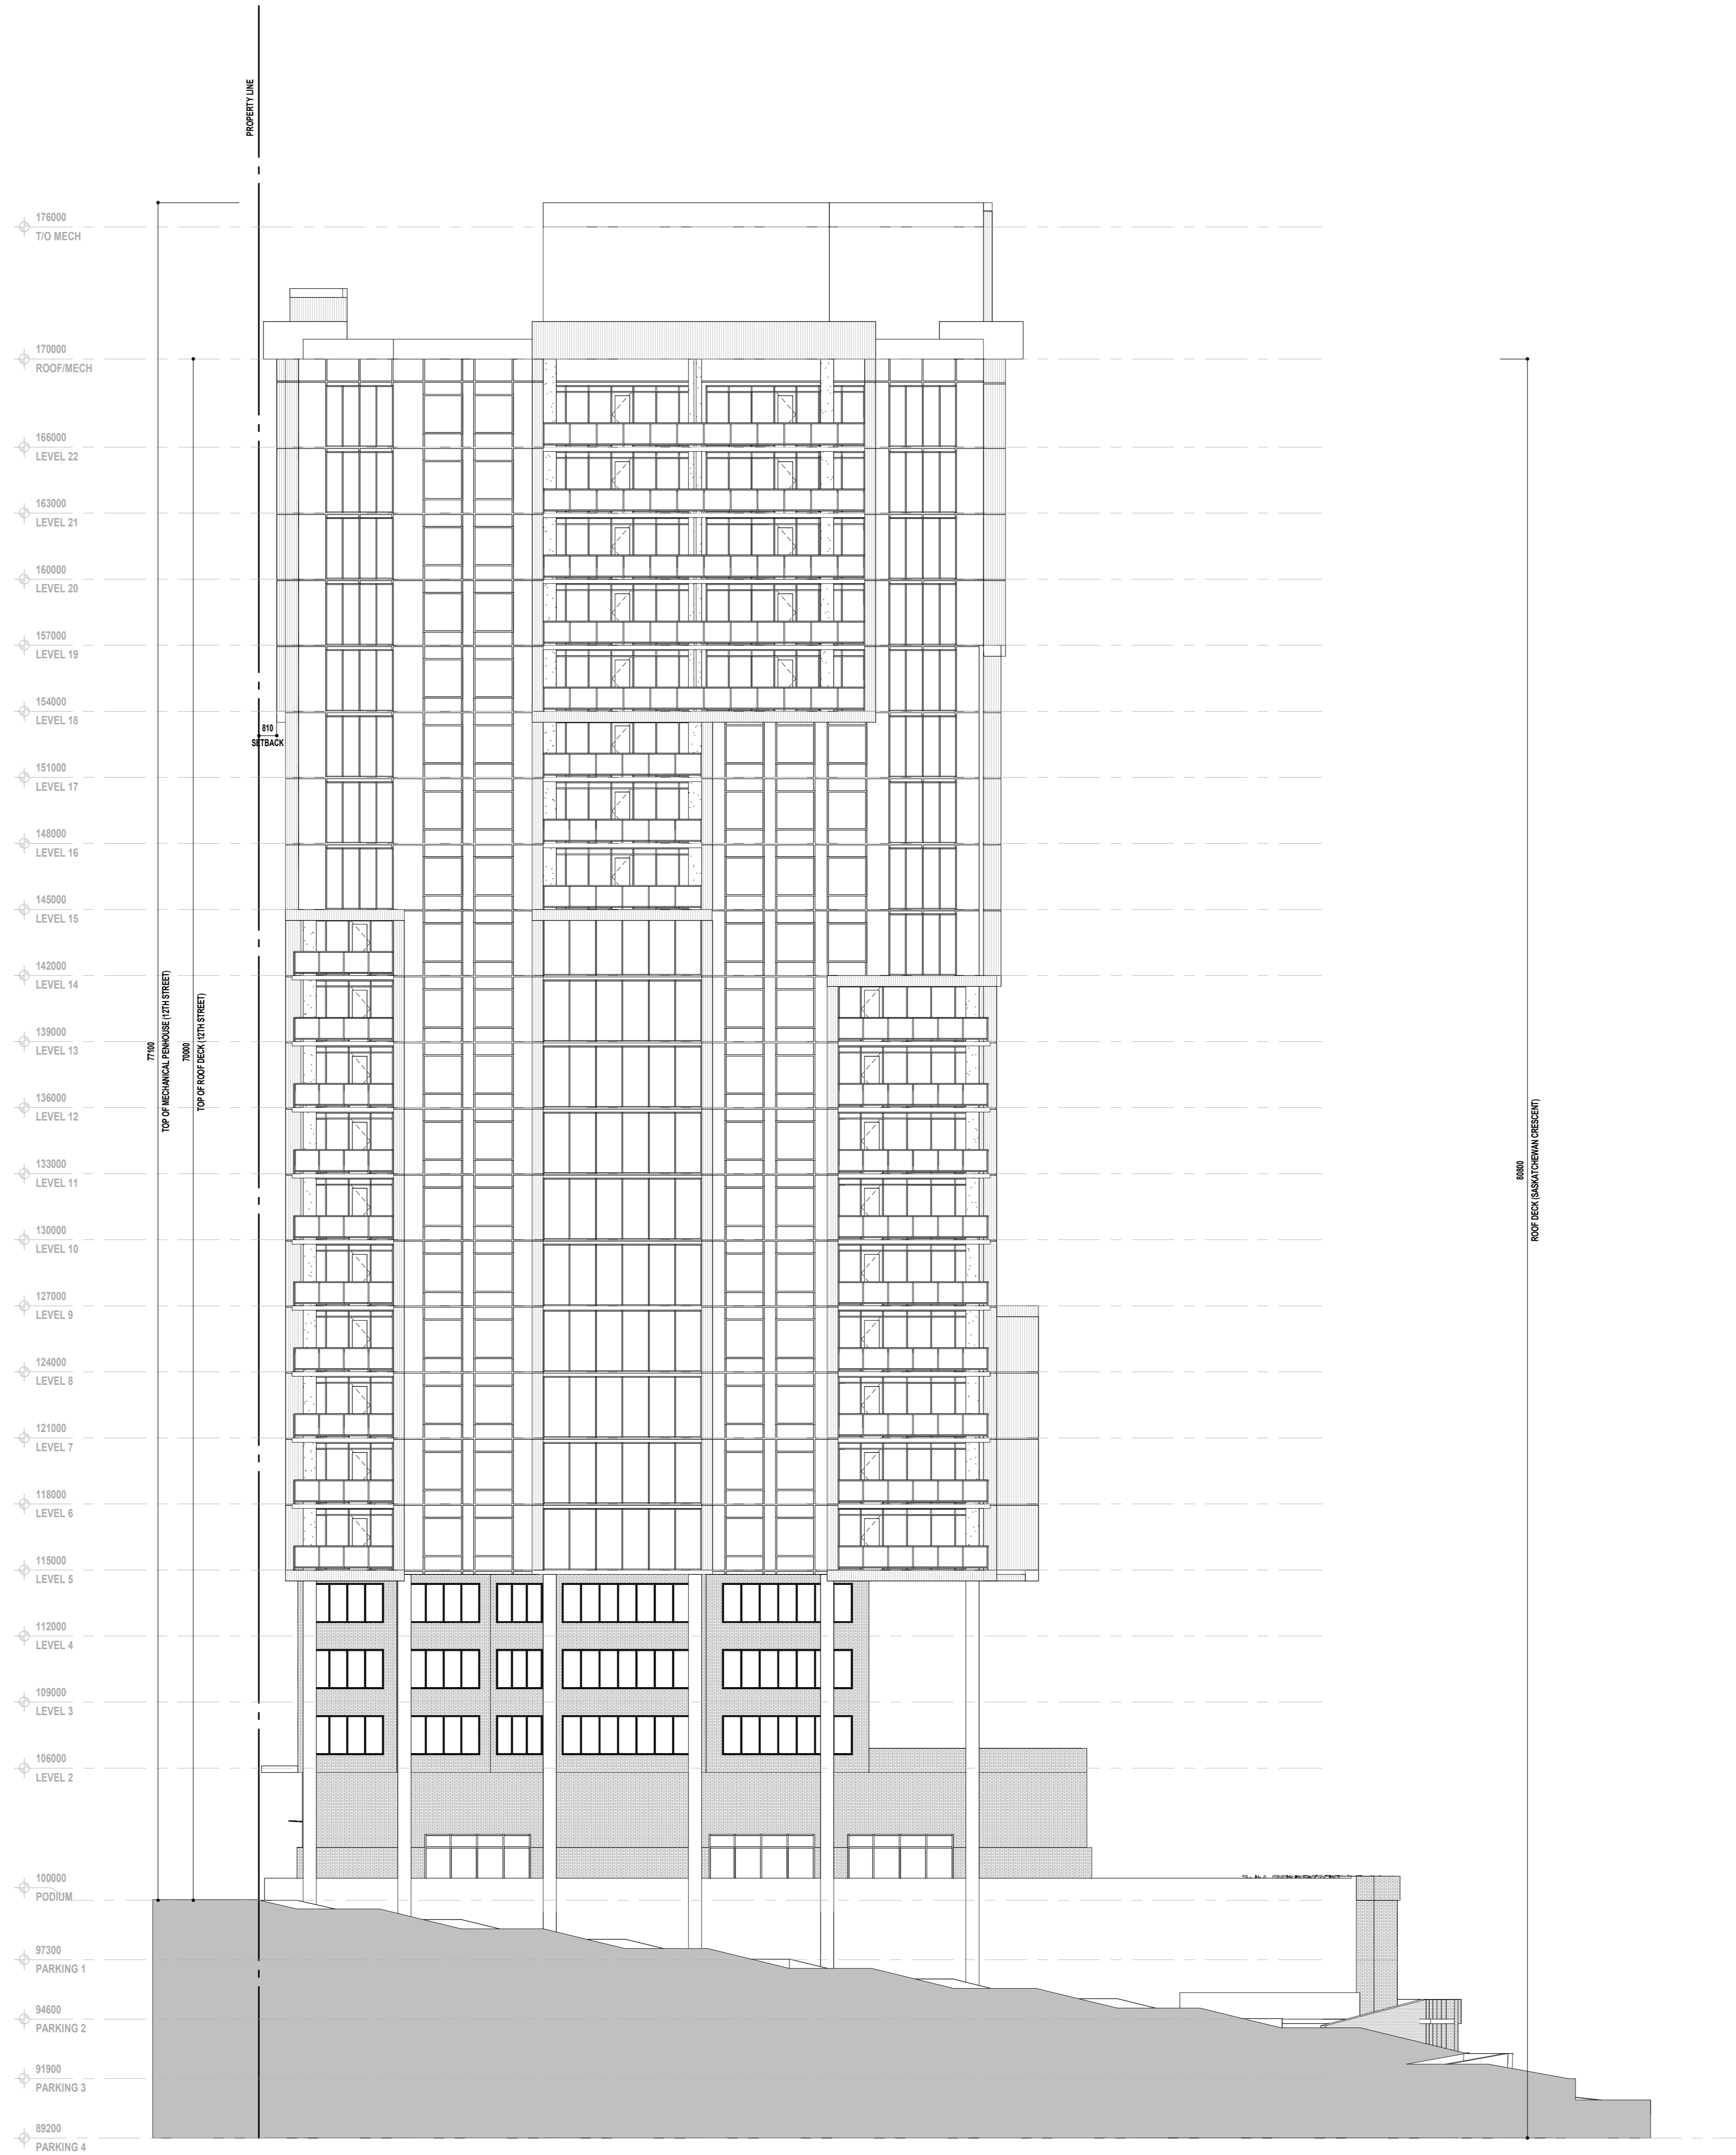 PROPERTY LINE
176000
T/O MECH
170000
ROOF/MECH
166000
LEVEL 22
163000
LEVEL 21
160000
LEVEL 20
157000
LEVEL 19
154000
LEVEL 18
810
SETBACK
151000
LEVEL 17
148000
LEVEL 16
145000
LEVEL 15
142000
LEVEL 14
139000
LEVEL 13
77100
TOP OF MECHANICAL PENHOUSE (12TH STREET)
70000
TOP OF ROOF DECK (12TH STREET)
136000
LEVEL 12
133000
LEVEL 11
80800
ROOF DECK (SASKATCHEWAN CRESCENT)
130000
LEVEL 10
127000
LEVEL 9
124000
LEVEL 8
121000
LEVEL 7
118000
LEVEL 6
115000
LEVEL 5
112000
LEVEL 4
109000
LEVEL 3
106000
LEVEL 2
100000
PODIUM
97300
PARKING 1
94600
PARKING 2
91900
PARKING 3
89200
PARKING 4